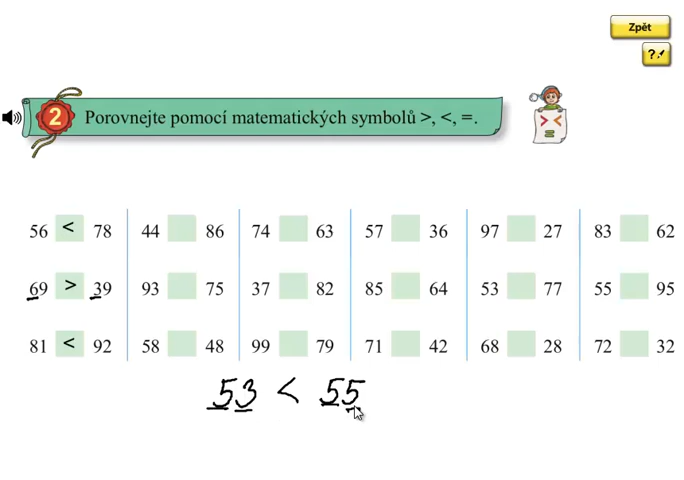 Zpět
?
2 Porovnejte pomocí matematických symbolů >, <, =.
> <
=
56 < 78 44 86 74 63 57 36 97 27 83 62
69 > 39 93 75 37 82 85 64 53 77 55 95
81 < 92 58 48 99 79 71 42 68 28 72 32
53 < 55